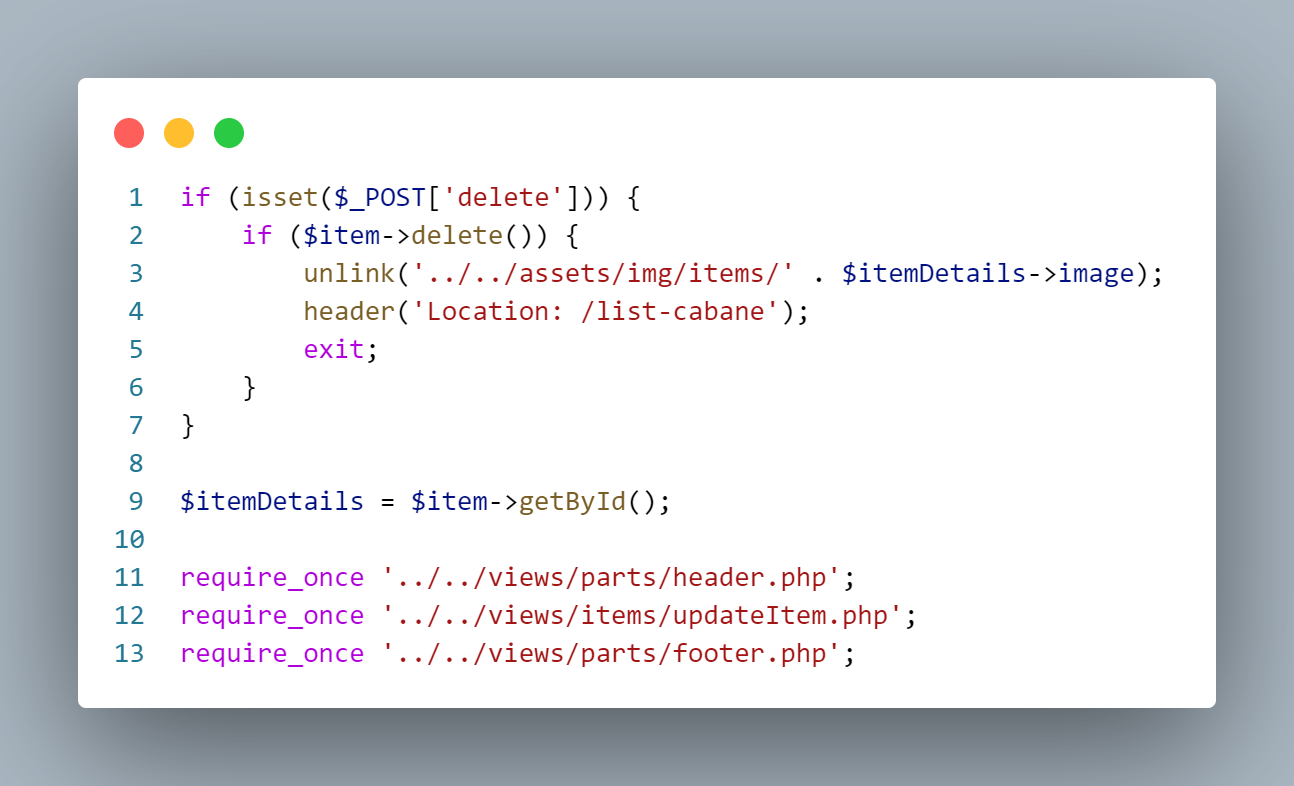 1 if (isset($_POST['delete'])) {
2     if ($item->delete()) {
3         unlink('../../assets/img/items/' . $itemDetails->image);
4         header('Location: /list-cabane');
5         exit;
6     }
7 }
8
9 $itemDetails = $item->getById();
10
11 require_once '../../views/parts/header.php';
12 require_once '../../views/items/updateItem.php';
13 require_once '../../views/parts/footer.php';